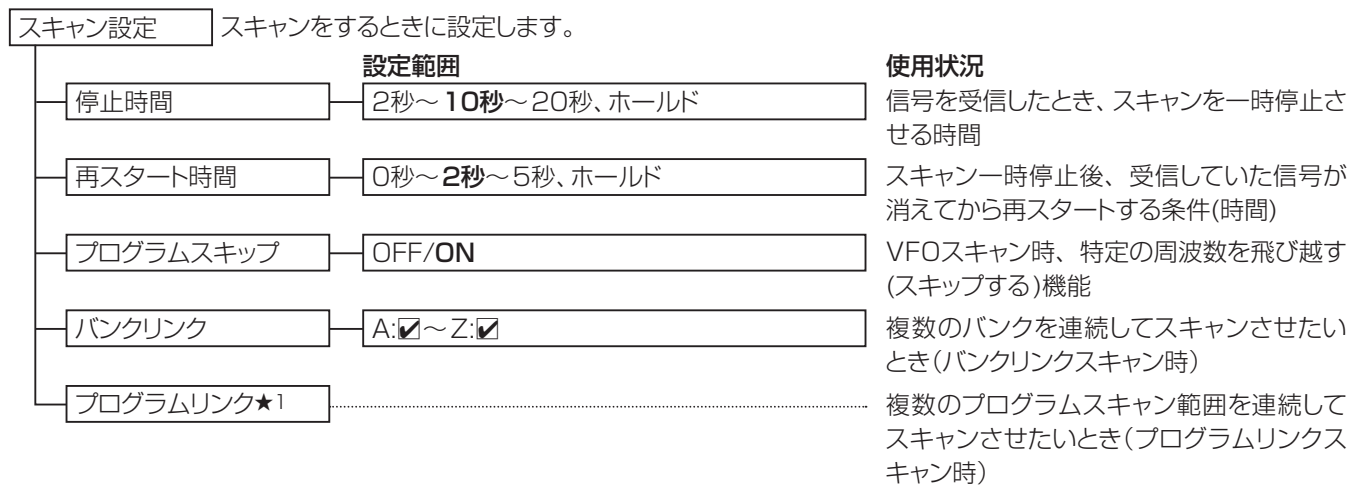 スキャン設定 スキャンをするときに設定します。
設定範囲 使用状況
停止時間 2秒～10秒～20秒、ホールド 信号を受信したとき、スキャンを一時停止さ
せる時間
再スタート時間 0秒～2秒～5秒、ホールド スキャン一時停止後、受信していた信号が
消えてから再スタートする条件(時間)
プログラムスキップ OFF/ON VFOスキャン時、特定の周波数を飛び越す
(スキップする)機能
バンクリンク A:☑～Z:☑ 複数のバンクを連続してスキャンさせたい
とき(バンクリンクスキャン時)
プログラムリンク★1 複数のプログラムスキャン範囲を連続して
スキャンさせたいとき(プログラムリンクス
キャン時)